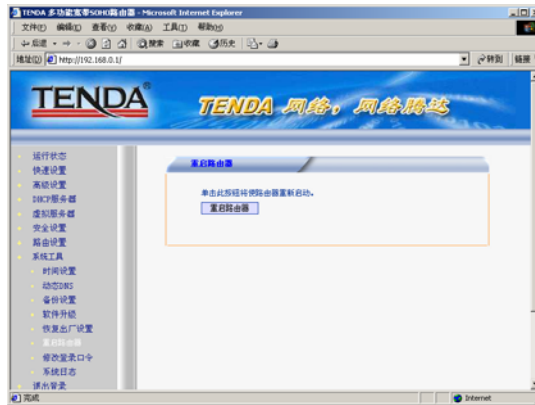 TENDA 多功能宽带SOHO路由器 - Microsoft Internet Explorer
文件(F) 编辑(E) 查看(V) 收藏(A) 工具(T) 帮助(H)
后退 搜索 收藏 历史
地址(D) http://192.168.0.1/ 转到 链接
TENDA®
TENDA 网络，网络腾达
运行状态
快速设置
高级设置
DHCP服务器
虚拟服务器
安全设置
路由设置
系统工具
时间设置
动态DNS
备份设置
软件升级
恢复出厂设置
重启路由器
修改登录口令
系统日志
退出登录
重启路由器
单击此按钮将使路由器重新启动。
重启路由器
完成 Internet